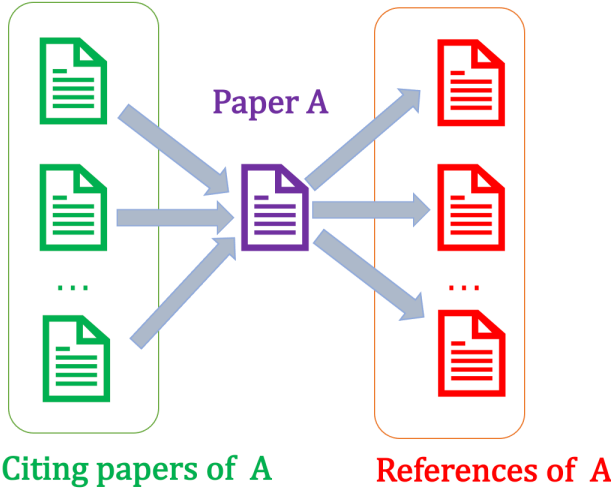 Paper A
...
...
Citing papers of A
References of A